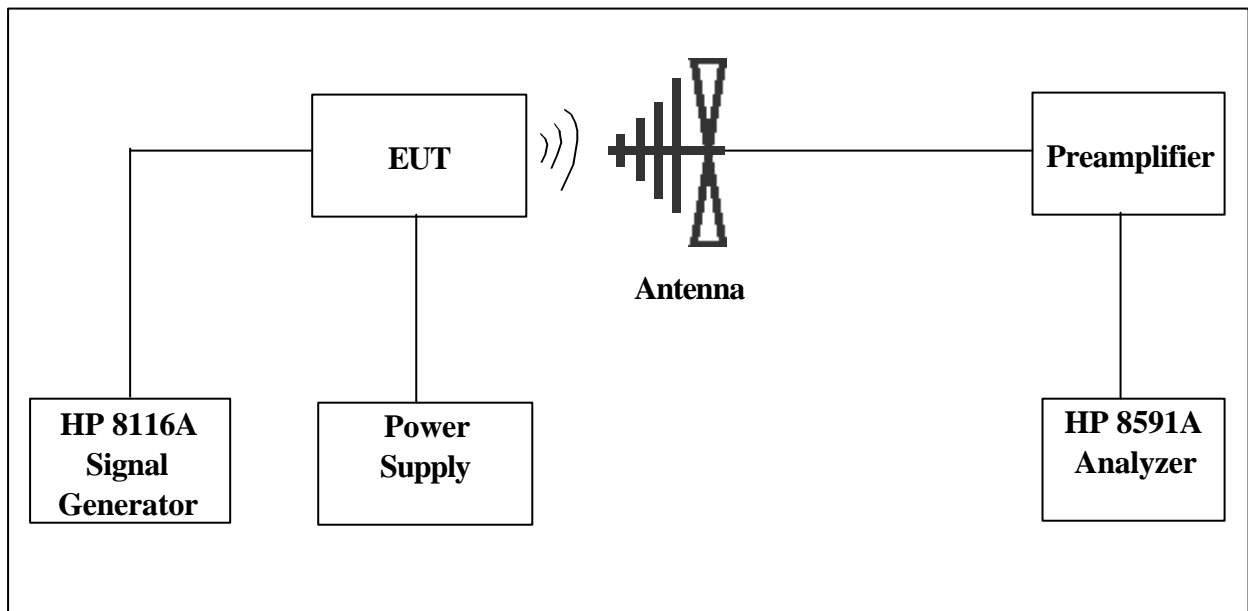 EUT
Preamplifier
Antenna
HP 8116A
Signal
Generator
Power
Supply
HP 8591A
Analyzer